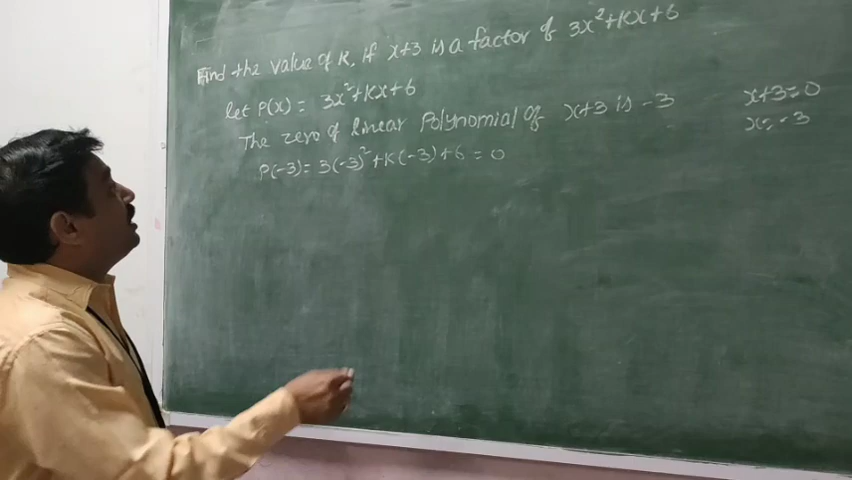 Find the value of K, if x+3 is a factor of 3x²+Kx+6
let P(x) = 3x²+Kx+6
The zero of linear Polynomial of x+3 is -3
x+3=0
x=-3
P(-3)= 3(-3)²+K(-3)+6 = 0